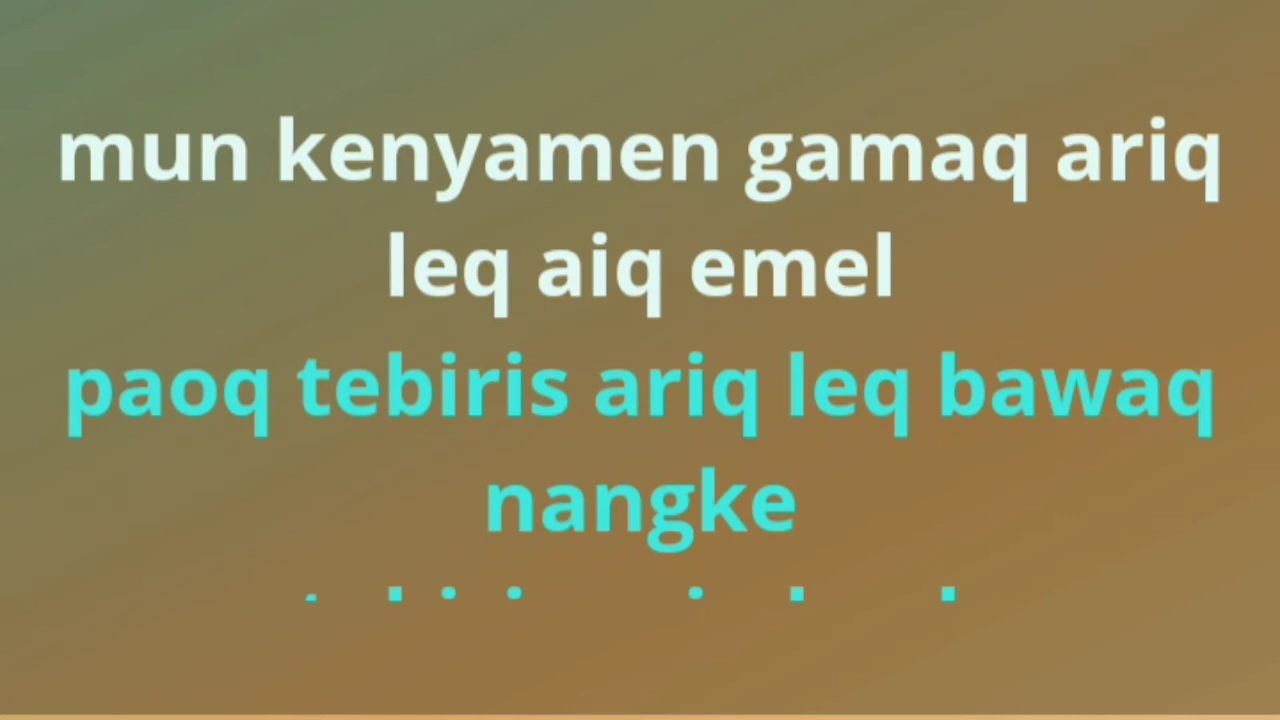 mun kenyamen gamaq ariq
leq aiq emel
paoq tebiris ariq leq bawaq
nangke